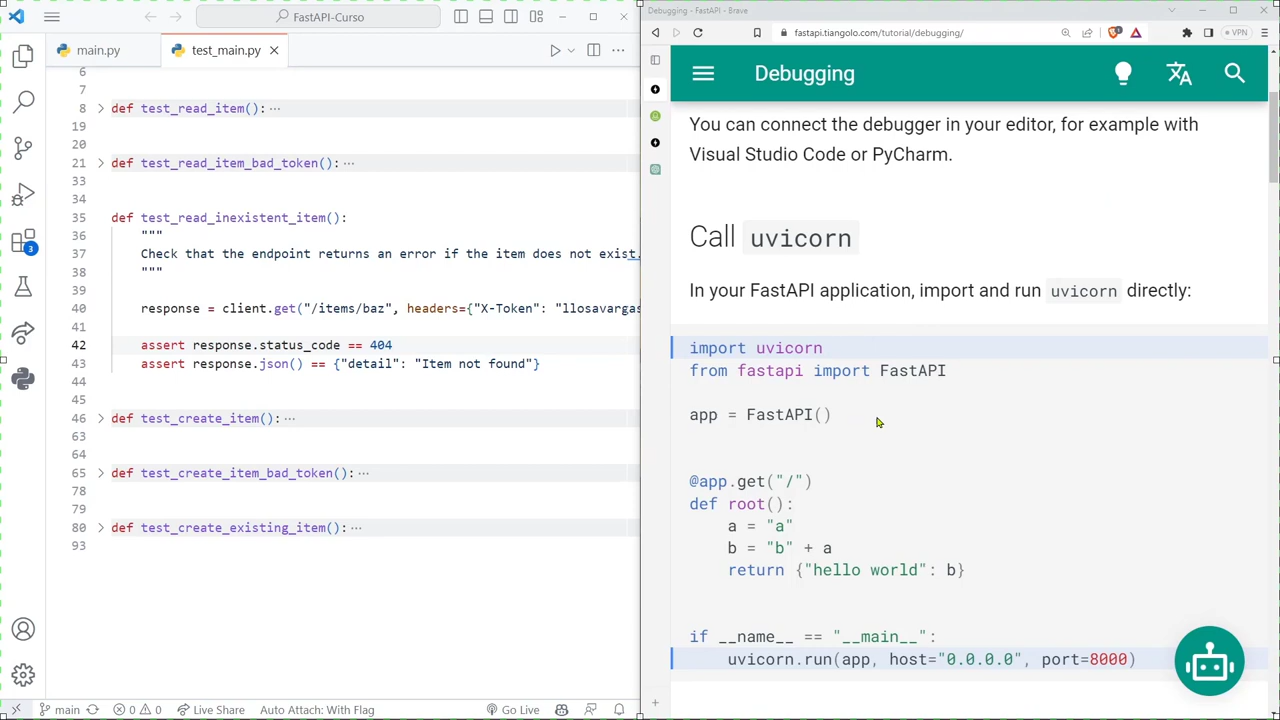 FastAPI-Curso
main.py
test_main.py
6
7
8 def test_read_item(): ...
19
20
21 def test_read_item_bad_token(): ...
33
34
35 def test_read_inexistent_item():
36 """
37 Check that the endpoint returns an error if the item does not exist.
38 """
39
40 response = client.get("/items/baz", headers={"X-Token": "llosavargas
41
42 assert response.status_code == 404
43 assert response.json() == {"detail": "Item not found"}
44
45
46 def test_create_item(): ...
63
64
65 def test_create_item_bad_token(): ...
78
79
80 def test_create_existing_item(): ...
93
3
main 0 0 Live Share Auto Attach: With Flag Go Live
Debugging - FastAPI - Brave
fastapi.tiangolo.com/tutorial/debugging/
VPN
Debugging
You can connect the debugger in your editor, for example with
Visual Studio Code or PyCharm.
Call uvicorn
In your FastAPI application, import and run uvicorn directly:
import uvicorn
from fastapi import FastAPI
app = FastAPI()
@app.get("/")
def root():
a = "a"
b = "b" + a
return {"hello world": b}
if __name__ == "__main__":
uvicorn.run(app, host="0.0.0.0", port=8000)